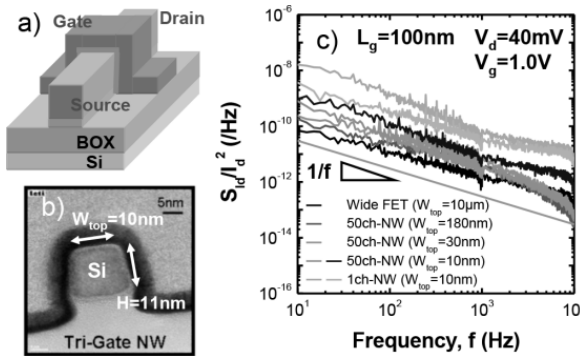 a)
Gate
Drain
Source
BOX
Si
b)
5nm
W_top=10nm
Si
H=11nm
Tri-Gate NW
c)
L_g=100nm V_d=40mV
V_g=1.0V
S_Id/I_d^2 (/Hz)
10^-6
10^-8
10^-10
10^-12
10^-14
10^-16
1/f
Wide FET (W_top=10μm)
50ch-NW (W_top=180nm)
50ch-NW (W_top=30nm)
50ch-NW (W_top=10nm)
1ch-NW (W_top=10nm)
10^1 10^2 10^3 10^4
Frequency, f (Hz)